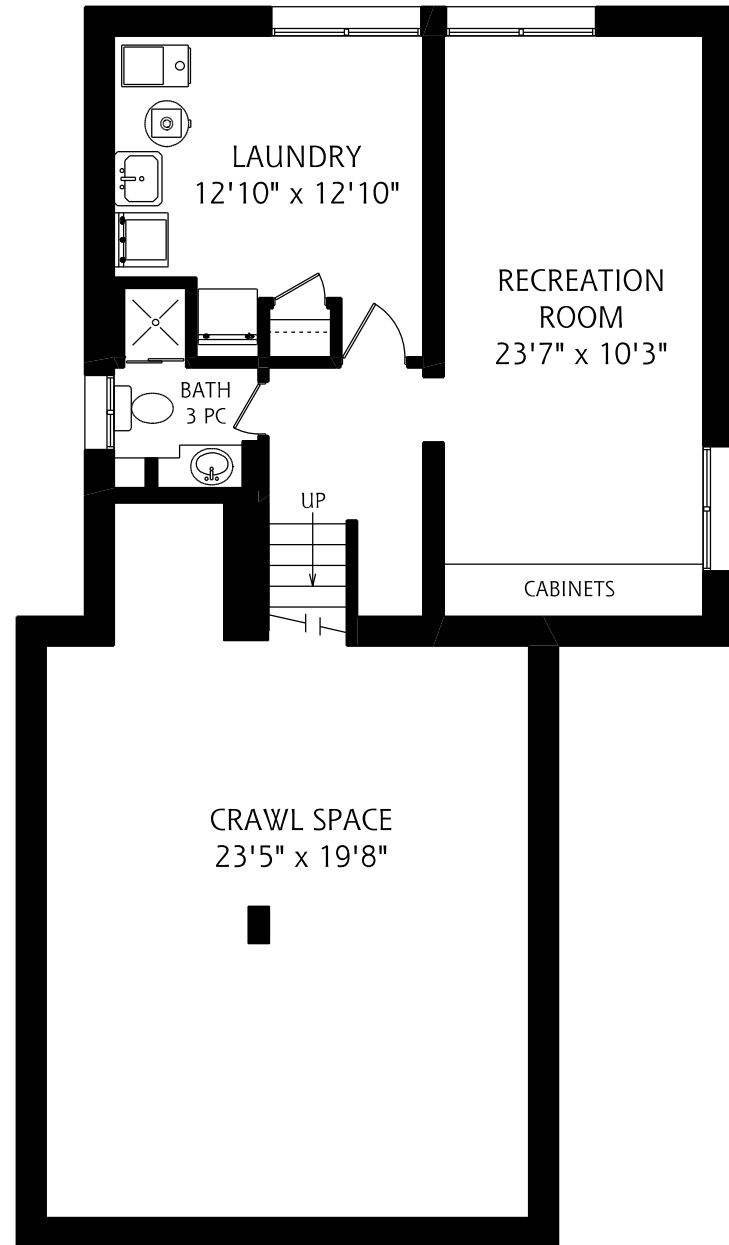 LAUNDRY
12'10" x 12'10"
RECREATION
ROOM
23'7" x 10'3"
BATH
3 PC
UP
CABINETS
CRAWL SPACE
23'5" x 19'8"